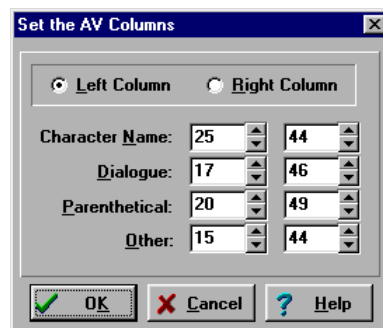 Set the AV Columns
Left Column Right Column
Character Name: 25 44
Dialogue: 17 46
Parenthetical: 20 49
Other: 15 44
OK Cancel Help